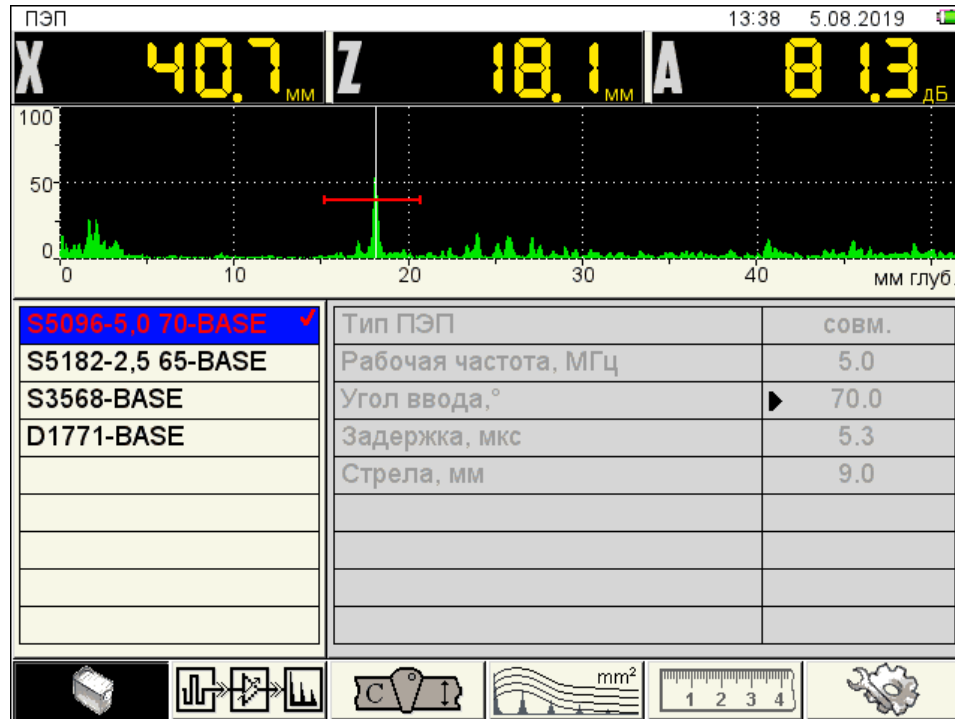 ПЭП 13:38 5.08.2019
X 40.7 мм Z 18.1 мм A 81.3 дБ
100
50
0
0 10 20 30 40 мм глуб.
S5096-5,0 70-BASE Тип ПЭП совм.
S5182-2,5 65-BASE Рабочая частота, МГц 5.0
S3568-BASE Угол ввода,° 70.0
D1771-BASE Задержка, мкс 5.3
Стрела, мм 9.0
C mm² 1 2 3 4